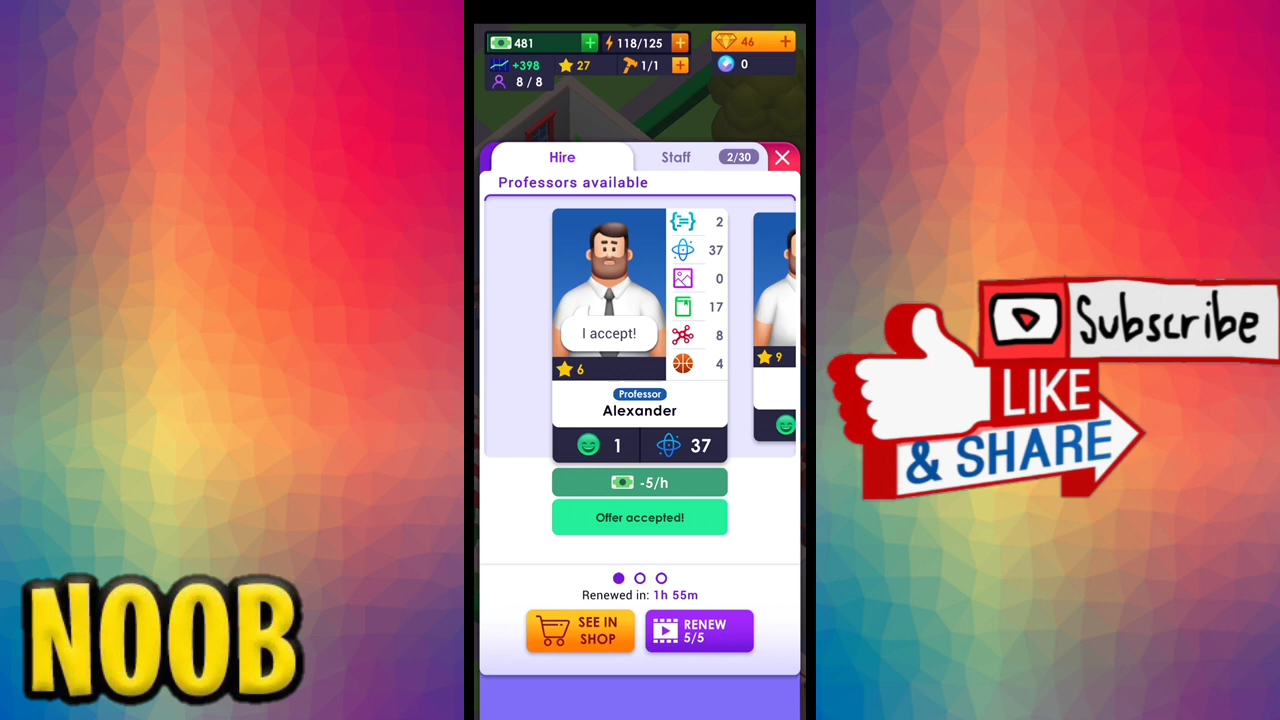 481
118/125
46
+398
27
1/1
0
8 / 8
Hire
Staff
2/30
Professors available
2
37
0
17
8
4
I accept!
6
9
Professor
Alexander
1
37
-5/h
Offer accepted!
Renewed in: 1h 55m
SEE IN
SHOP
RENEW
5/5
NOOB
Subscribe
LIKE
& SHARE